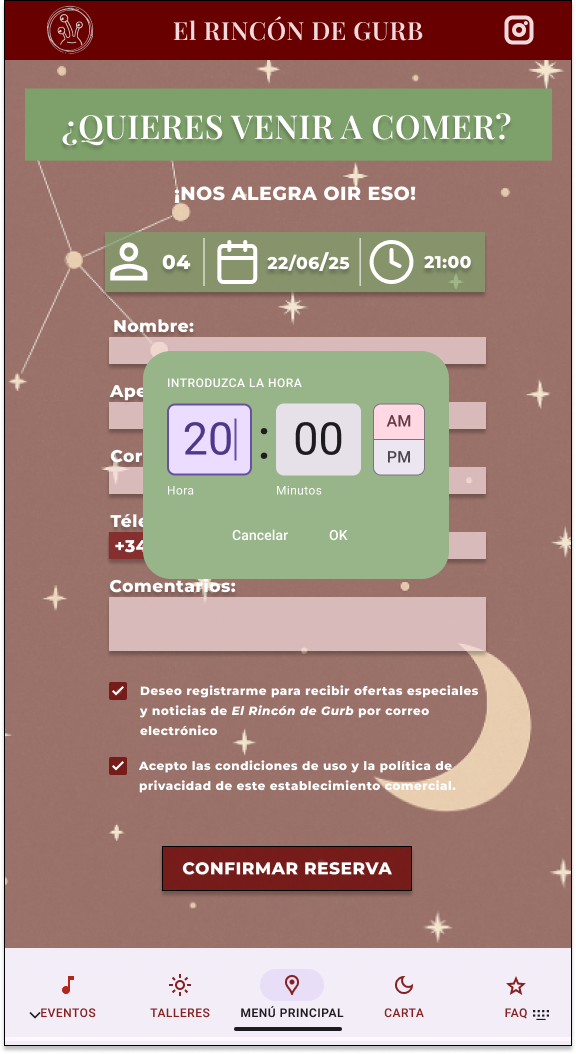 El RINCÓN DE GURB
¿QUIERES VENIR A COMER?
¡NOS ALEGRA OIR ESO!
04 22/06/25 21:00
Nombre:
Ape
Cor
Téle
+34
INTRODUZCA LA HORA
20 : 00
AM
PM
Hora Minutos
Cancelar OK
Comentarios:
Deseo registrarme para recibir ofertas especiales
y noticias de El Rincón de Gurb por correo
electrónico
Acepto las condiciones de uso y la política de
privacidad de este establecimiento comercial.
CONFIRMAR RESERVA
EVENTOS TALLERES MENÚ PRINCIPAL CARTA FAQ